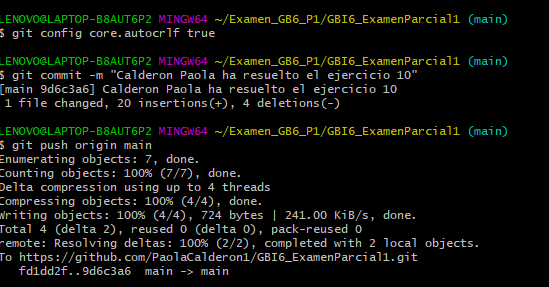 LENOVO@LAPTOP-B8AUT6P2 MINGW64 ~/Examen_GB6_P1/GBI6_ExamenParcial1 (main)
$ git config core.autocrlf true
LENOVO@LAPTOP-B8AUT6P2 MINGW64 ~/Examen_GB6_P1/GBI6_ExamenParcial1 (main)
$ git commit -m "Calderon Paola ha resuelto el ejercicio 10"
[main 9d6c3a6] Calderon Paola ha resuelto el ejercicio 10
1 file changed, 20 insertions(+), 4 deletions(-)
LENOVO@LAPTOP-B8AUT6P2 MINGW64 ~/Examen_GB6_P1/GBI6_ExamenParcial1 (main)
$ git push origin main
Enumerating objects: 7, done.
Counting objects: 100% (7/7), done.
Delta compression using up to 4 threads
Compressing objects: 100% (4/4), done.
Writing objects: 100% (4/4), 724 bytes | 241.00 KiB/s, done.
Total 4 (delta 2), reused 0 (delta 0), pack-reused 0
remote: Resolving deltas: 100% (2/2), completed with 2 local objects.
To https://github.com/PaolaCalderon1/GBI6_ExamenParcial1.git
fd1dd2f..9d6c3a6  main -> main